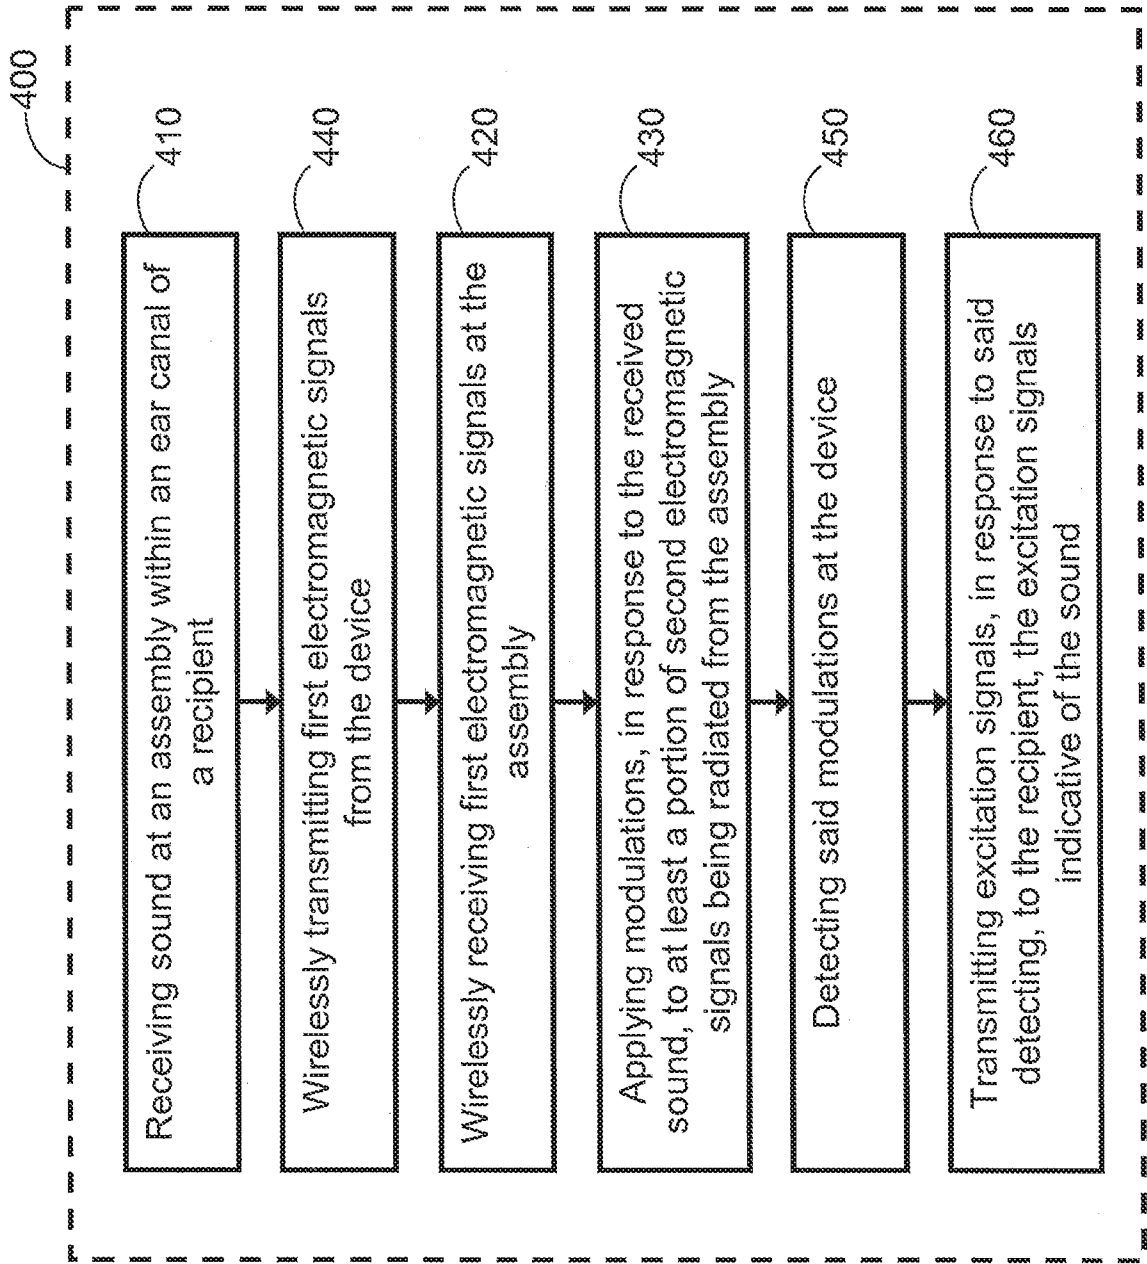 400
410
Receiving sound at an assembly within an ear canal of
a recipient
440
Wirelessly transmitting first electromagnetic signals
from the device
420
Wirelessly receiving first electromagnetic signals at the
assembly
430
Applying modulations, in response to the received
sound, to at least a portion of second electromagnetic
signals being radiated from the assembly
450
Detecting said modulations at the device
460
Transmitting excitation signals, in response to said
detecting, to the recipient, the excitation signals
indicative of the sound